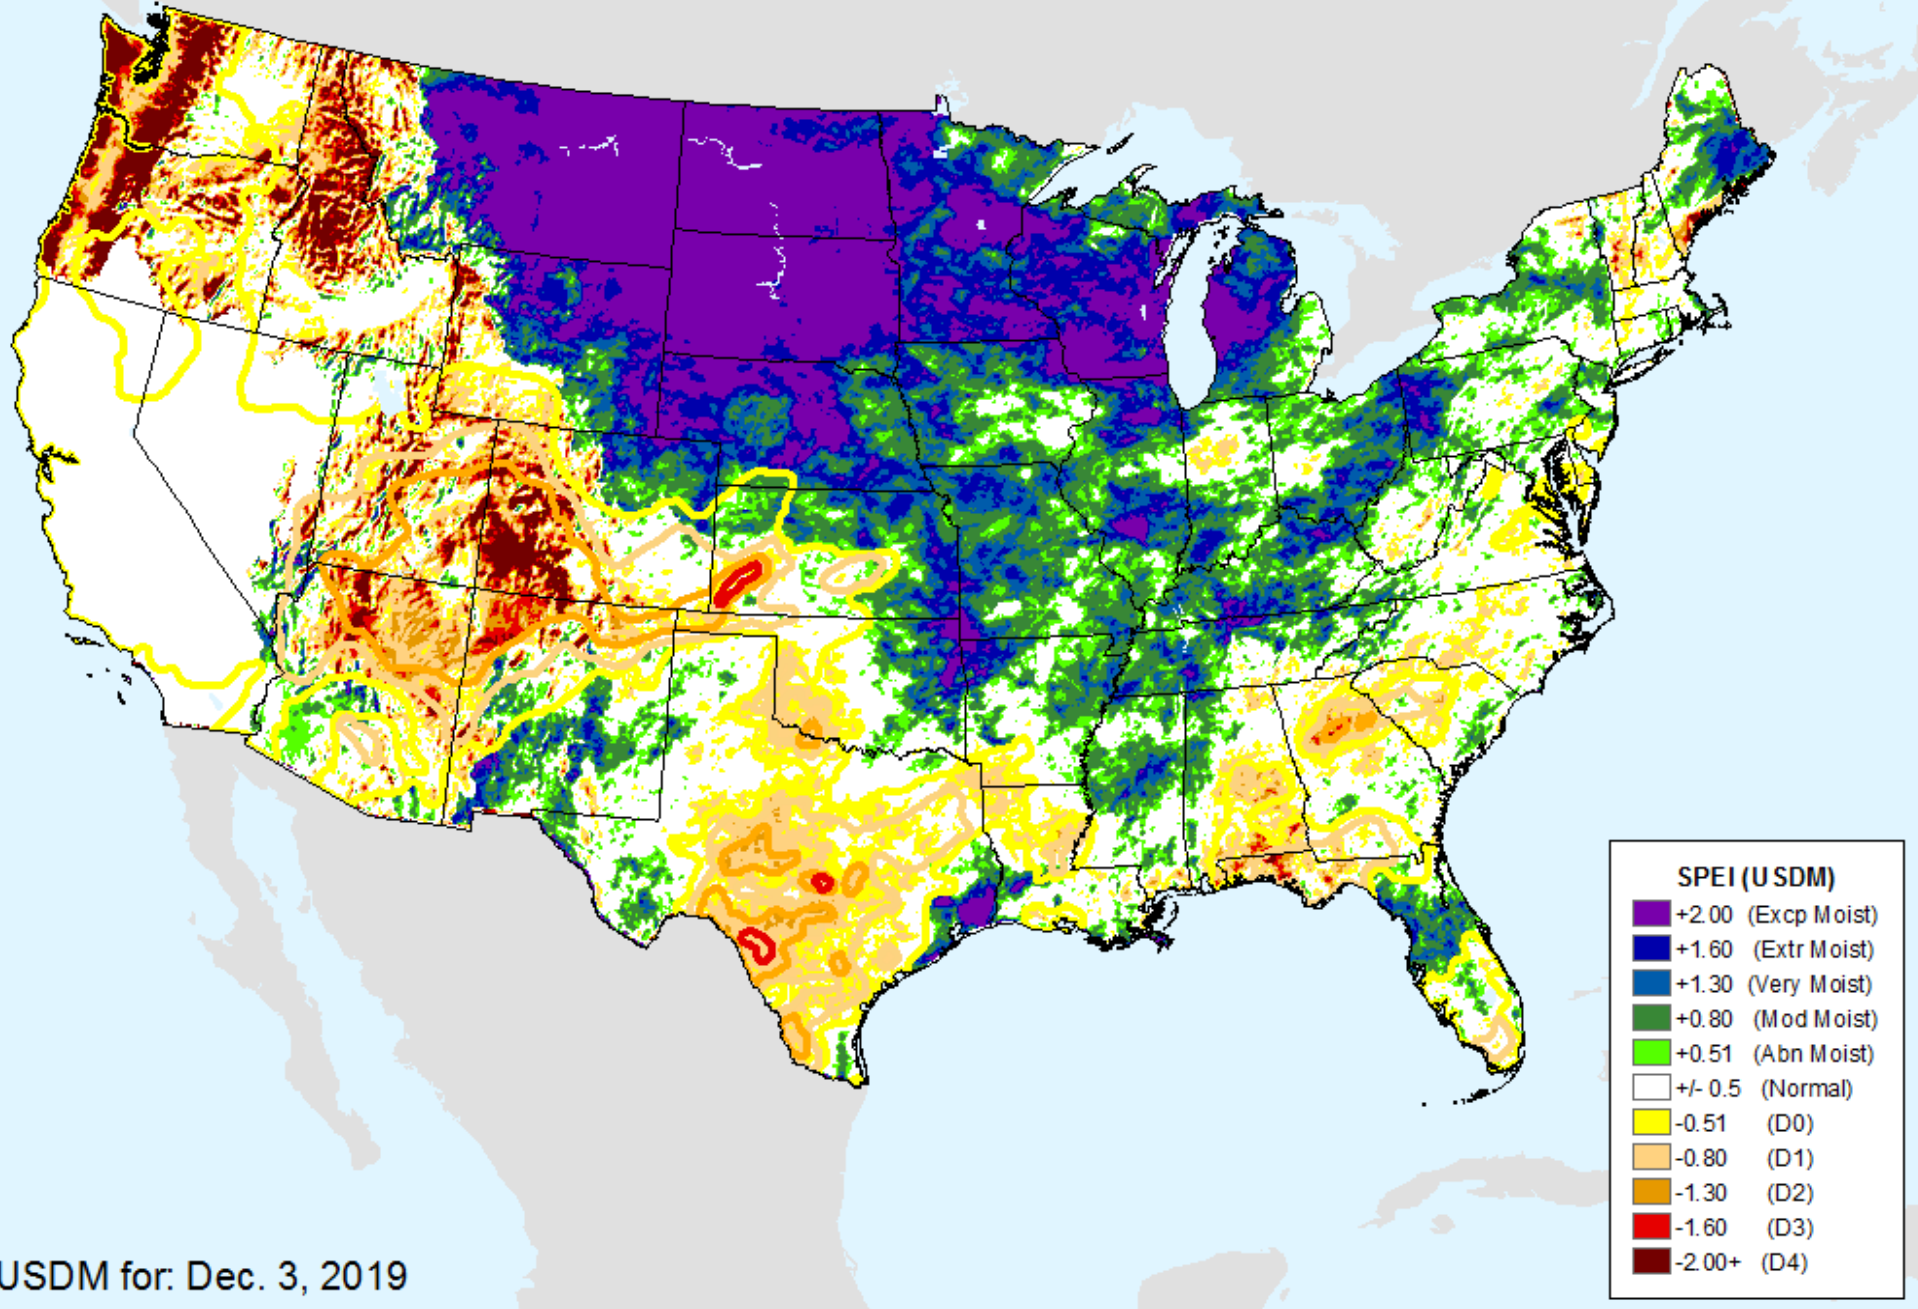 SPEI (USDM)
+2.00 (Excp Moist)
+1.60 (Extr Moist)
+1.30 (Very Moist)
+0.80 (Mod Moist)
+0.51 (Abn Moist)
+/- 0.5 (Normal)
-0.51 (D0)
-0.80 (D1)
-1.30 (D2)
-1.60 (D3)
-2.00+ (D4)
USDM for: Dec. 3, 2019